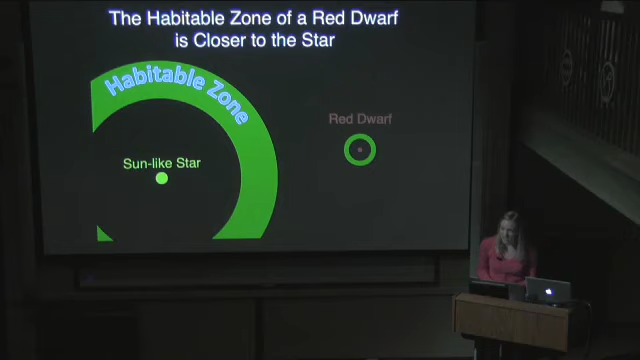 The Habitable Zone of a Red Dwarf
is Closer to the Star
Habitable Zone
Red Dwarf
Sun-like Star